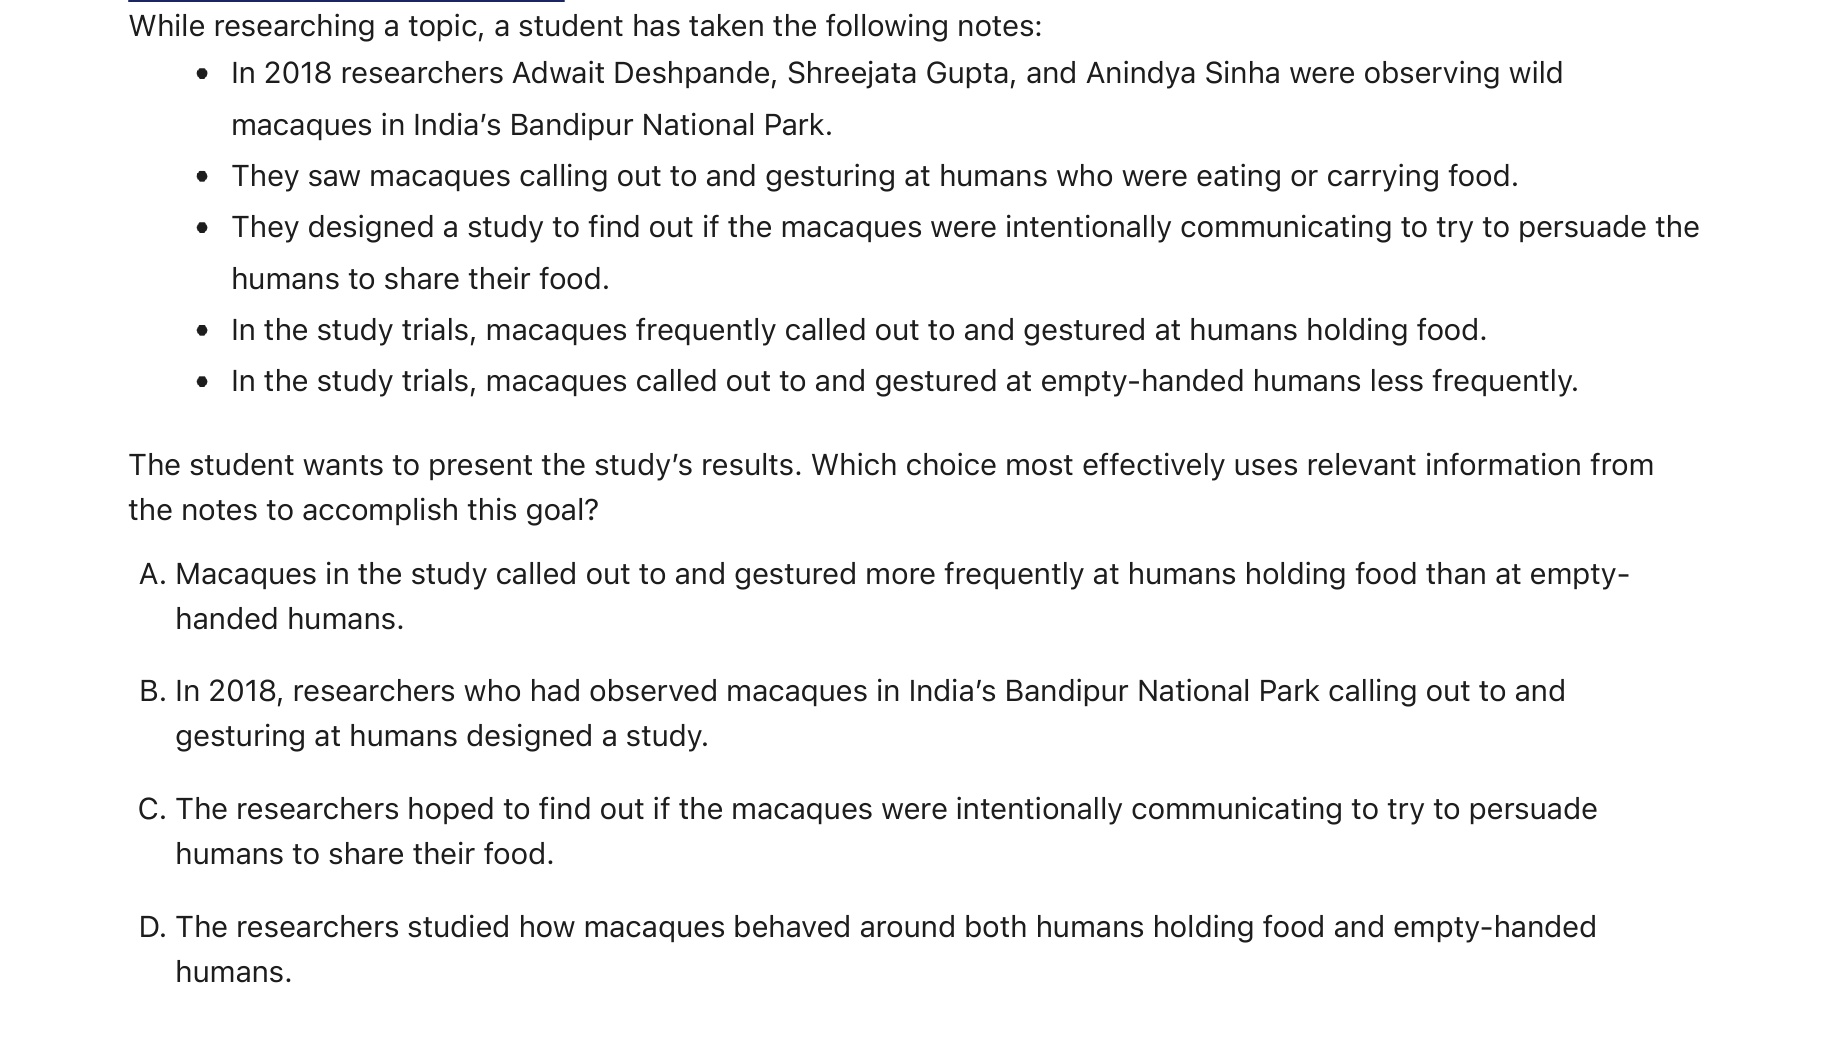 While researching a topic, a student has taken the following notes:
• In 2018 researchers Adwait Deshpande, Shreejata Gupta, and Anindya Sinha were observing wild
macaques in India’s Bandipur National Park.
• They saw macaques calling out to and gesturing at humans who were eating or carrying food.
• They designed a study to find out if the macaques were intentionally communicating to try to persuade the
humans to share their food.
• In the study trials, macaques frequently called out to and gestured at humans holding food.
• In the study trials, macaques called out to and gestured at empty-handed humans less frequently.
The student wants to present the study’s results. Which choice most effectively uses relevant information from
the notes to accomplish this goal?
A. Macaques in the study called out to and gestured more frequently at humans holding food than at empty-
handed humans.
B. In 2018, researchers who had observed macaques in India’s Bandipur National Park calling out to and
gesturing at humans designed a study.
C. The researchers hoped to find out if the macaques were intentionally communicating to try to persuade
humans to share their food.
D. The researchers studied how macaques behaved around both humans holding food and empty-handed
humans.